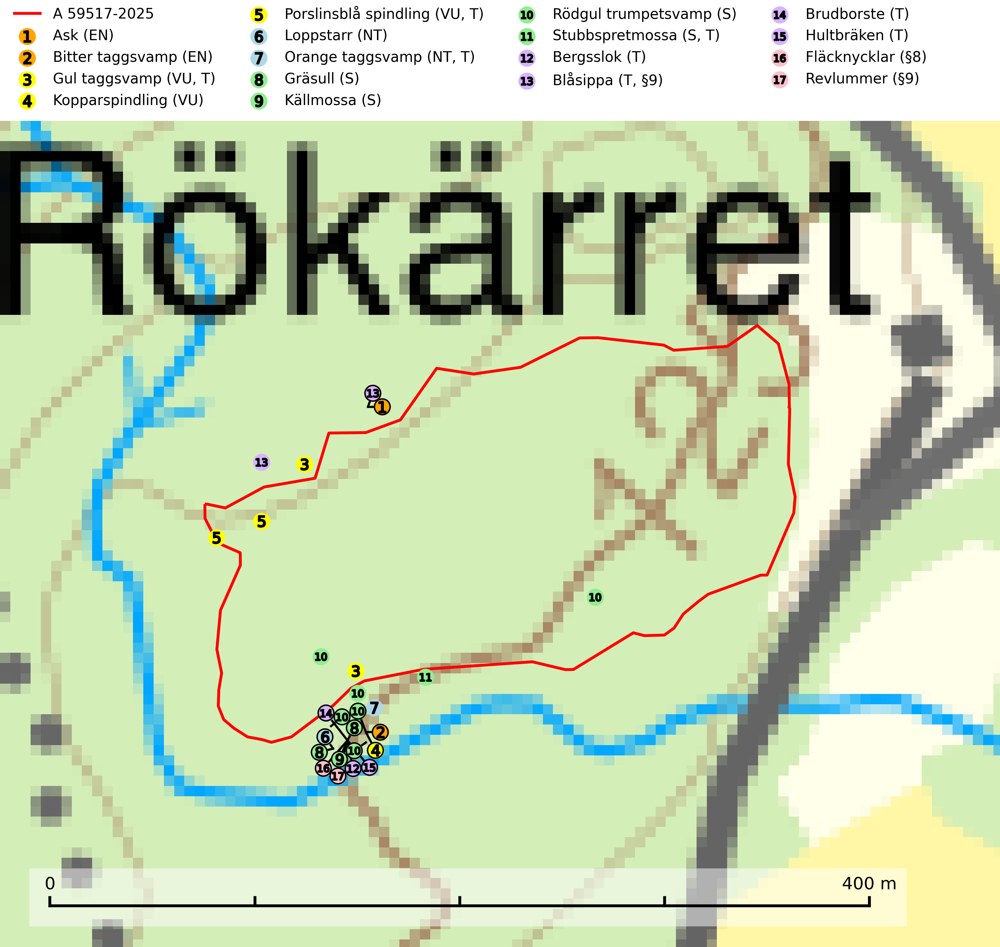 A 59517-2025
1 Ask (EN)
2 Bitter taggsvamp (EN)
3 Gul taggsvamp (VU, T)
4 Kopparspindling (VU)
5 Porslinsblå spindling (VU, T)
6 Loppstarr (NT)
7 Orange taggsvamp (NT, T)
8 Gräsull (S)
9 Källmossa (S)
10 Rödgul trumpetsvamp (S)
11 Stubbspretmossa (S, T)
12 Bergsslok (T)
13 Blåsippa (T, §9)
14 Brudborste (T)
15 Hultbräken (T)
16 Fläcknycklar (§8)
17 Revlummer (§9)
Rökärret
13
1
13
3
5
5
10
10
3
11
10
7
14
10
10
8
2
6
8
10
4
9
16
17
12
15
0
400 m